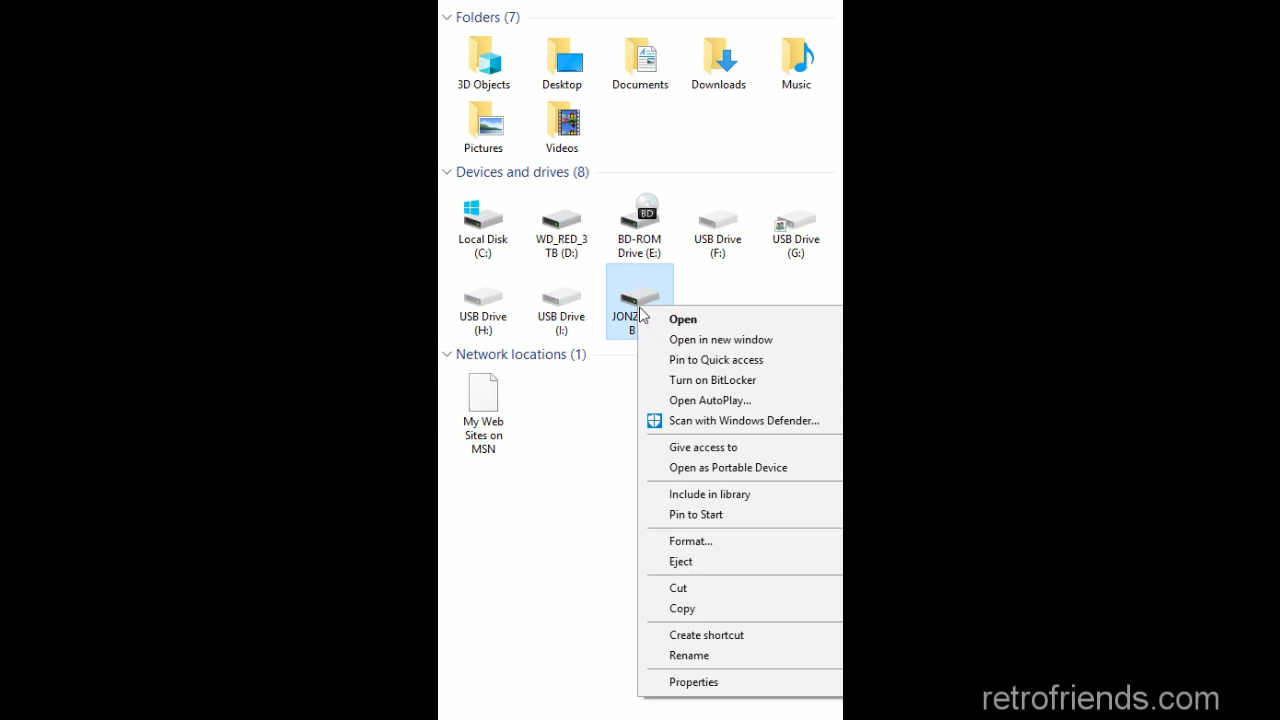 Folders (7)
3D Objects
Desktop
Documents
Downloads
Music
Pictures
Videos
Devices and drives (8)
Local Disk
(C:)
WD_RED_3
TB (D:)
BD
BD-ROM
Drive (E:)
USB Drive
(F:)
USB Drive
(G:)
USB Drive
(H:)
USB Drive
(I:)
Network locations (1)
My Web
Sites on
MSN
Open
Open in new window
Pin to Quick access
Turn on BitLocker
Open AutoPlay...
Scan with Windows Defender...
Give access to
Open as Portable Device
Include in library
Pin to Start
Format...
Eject
Cut
Copy
Create shortcut
Rename
Properties
retrofriends.com